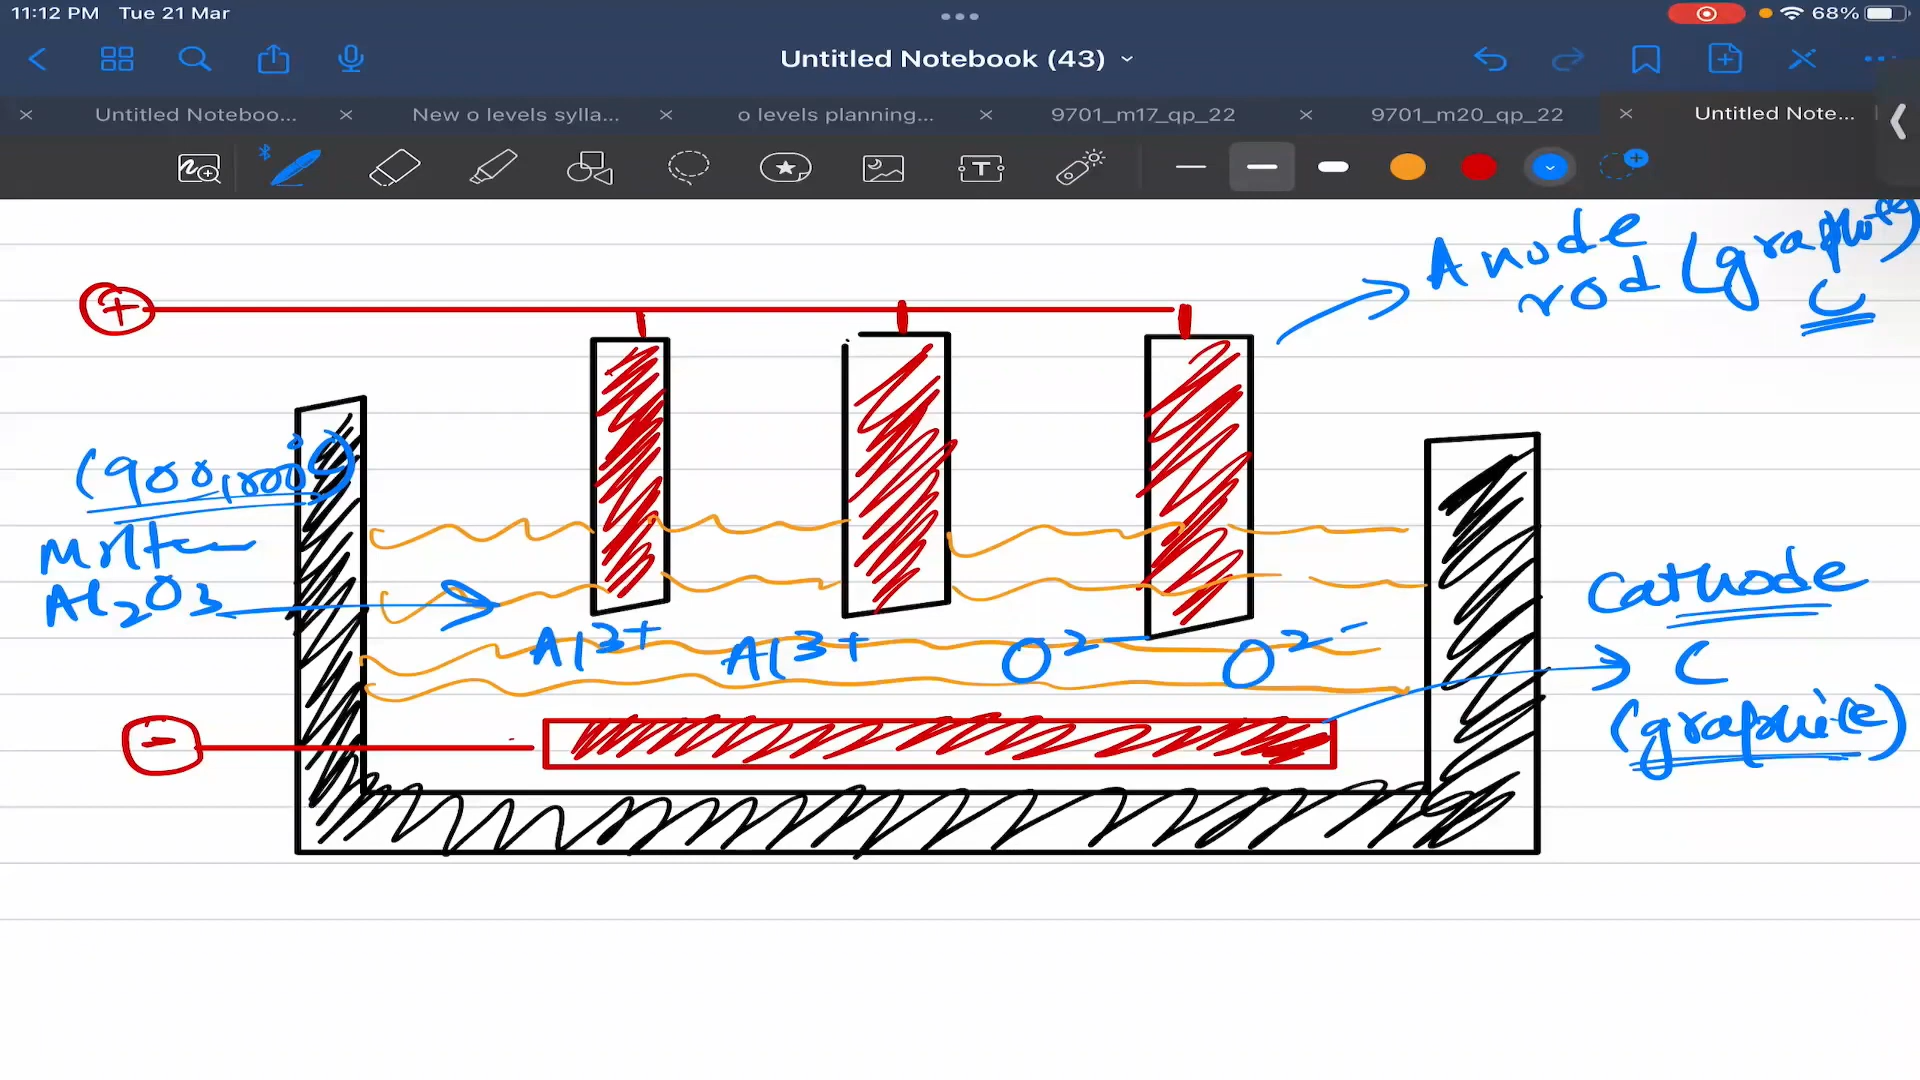 11:12 PM Tue 21 Mar
68%
Untitled Notebook (43)
Untitled Noteboo...
New o levels sylla...
o levels planning...
9701_m17_qp_22
9701_m20_qp_22
Untitled Note...
T
Anode
rod (graphite)
C
+
(900,1000°C)
Molten
Al2O3
Al3+ Al3+ O2- O2-
Cathode
C
(graphite)
-